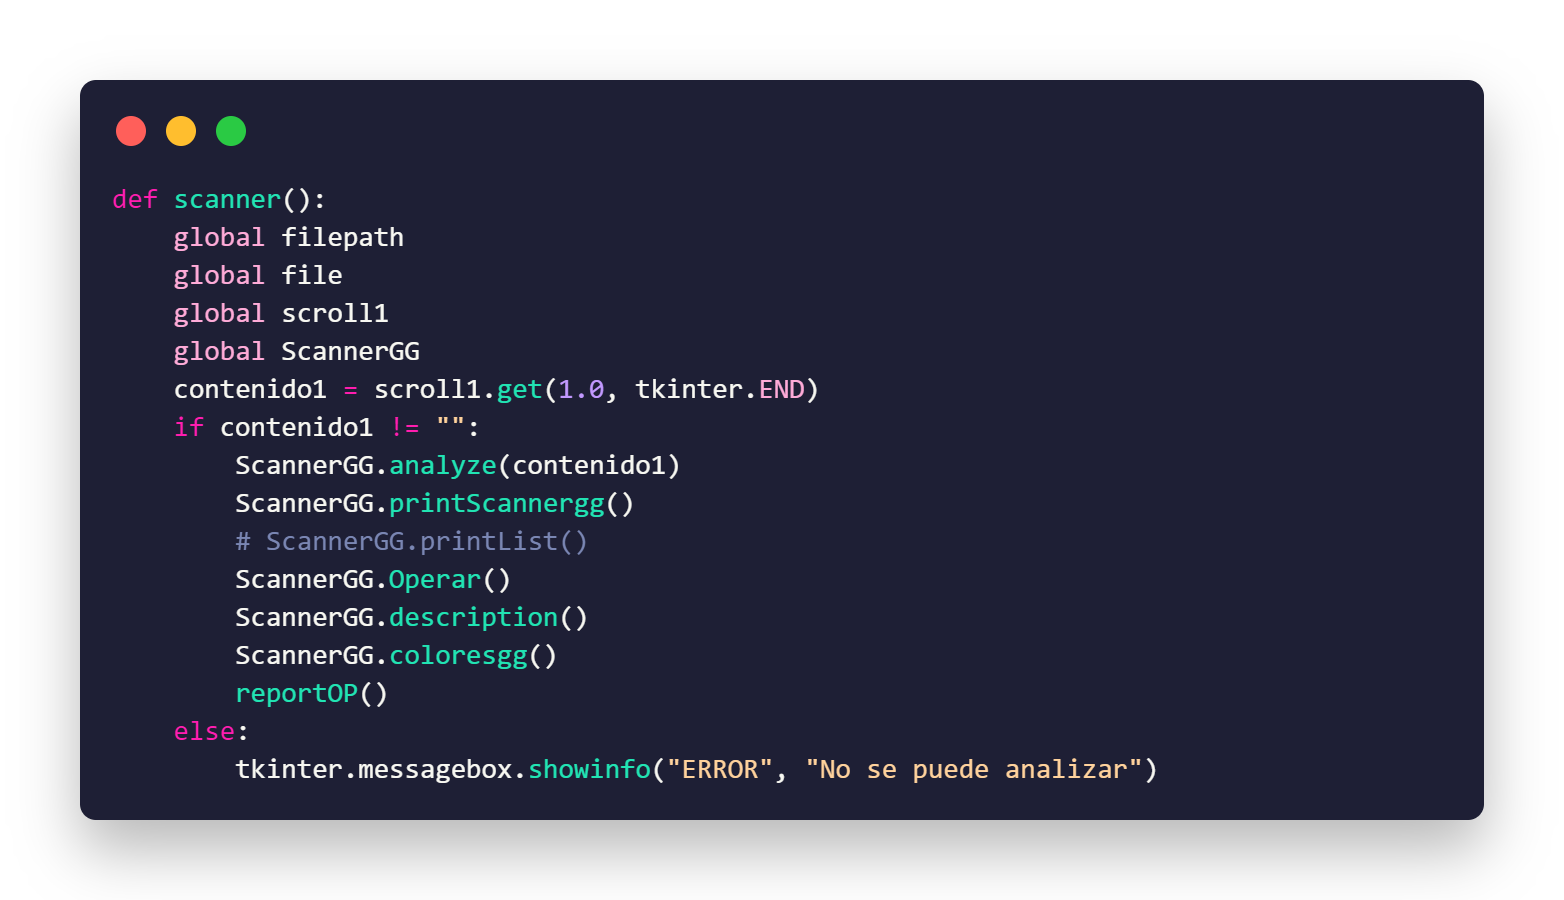 def scanner():
    global filepath
    global file
    global scroll1
    global ScannerGG
    contenido1 = scroll1.get(1.0, tkinter.END)
    if contenido1 != "":
        ScannerGG.analyze(contenido1)
        ScannerGG.printScannergg()
        # ScannerGG.printList()
        ScannerGG.Operar()
        ScannerGG.description()
        ScannerGG.coloresgg()
        reportOP()
    else:
        tkinter.messagebox.showinfo("ERROR", "No se puede analizar")